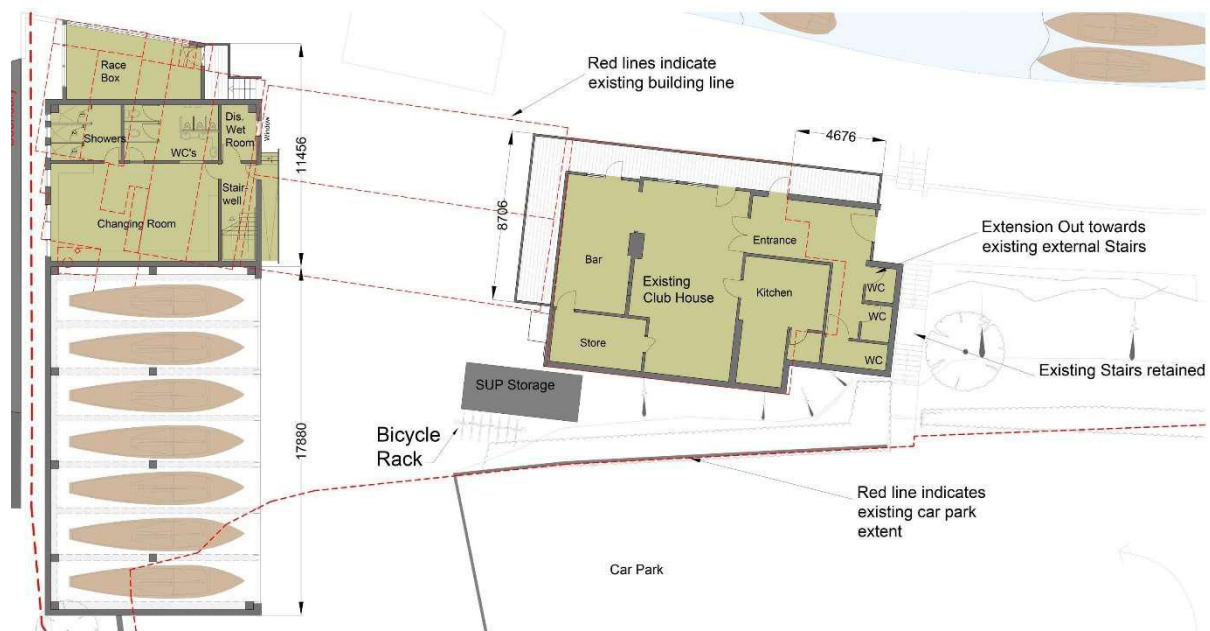 Race
Box
Showers
WC's
Dis.
Wet
Room
Window
Stair-
well
Changing Room
11456
17880
Red lines indicate
existing building line
8706
4676
Entrance
Bar
Existing
Club House
Kitchen
Store
WC
WC
WC
Extension Out towards
existing external Stairs
Existing Stairs retained
SUP Storage
Bicycle
Rack
Red line indicates
existing car park
extent
Car Park